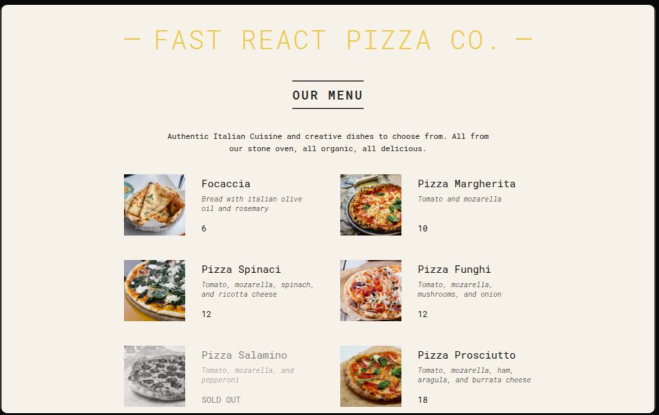 — FAST REACT PIZZA CO. —
OUR MENU
Authentic Italian Cuisine and creative dishes to choose from. All from
our stone oven, all organic, all delicious.
Focaccia
Bread with italian olive
oil and rosemary
6
Pizza Margherita
Tomato and mozarella
10
Pizza Spinaci
Tomato, mozarella, spinach,
and ricotta cheese
12
Pizza Funghi
Tomato, mozarella,
mushrooms, and onion
12
Pizza Salamino
Tomato, mozarella, and
pepperoni
SOLD OUT
Pizza Prosciutto
Tomato, mozarella, ham,
aragula, and burrata cheese
18